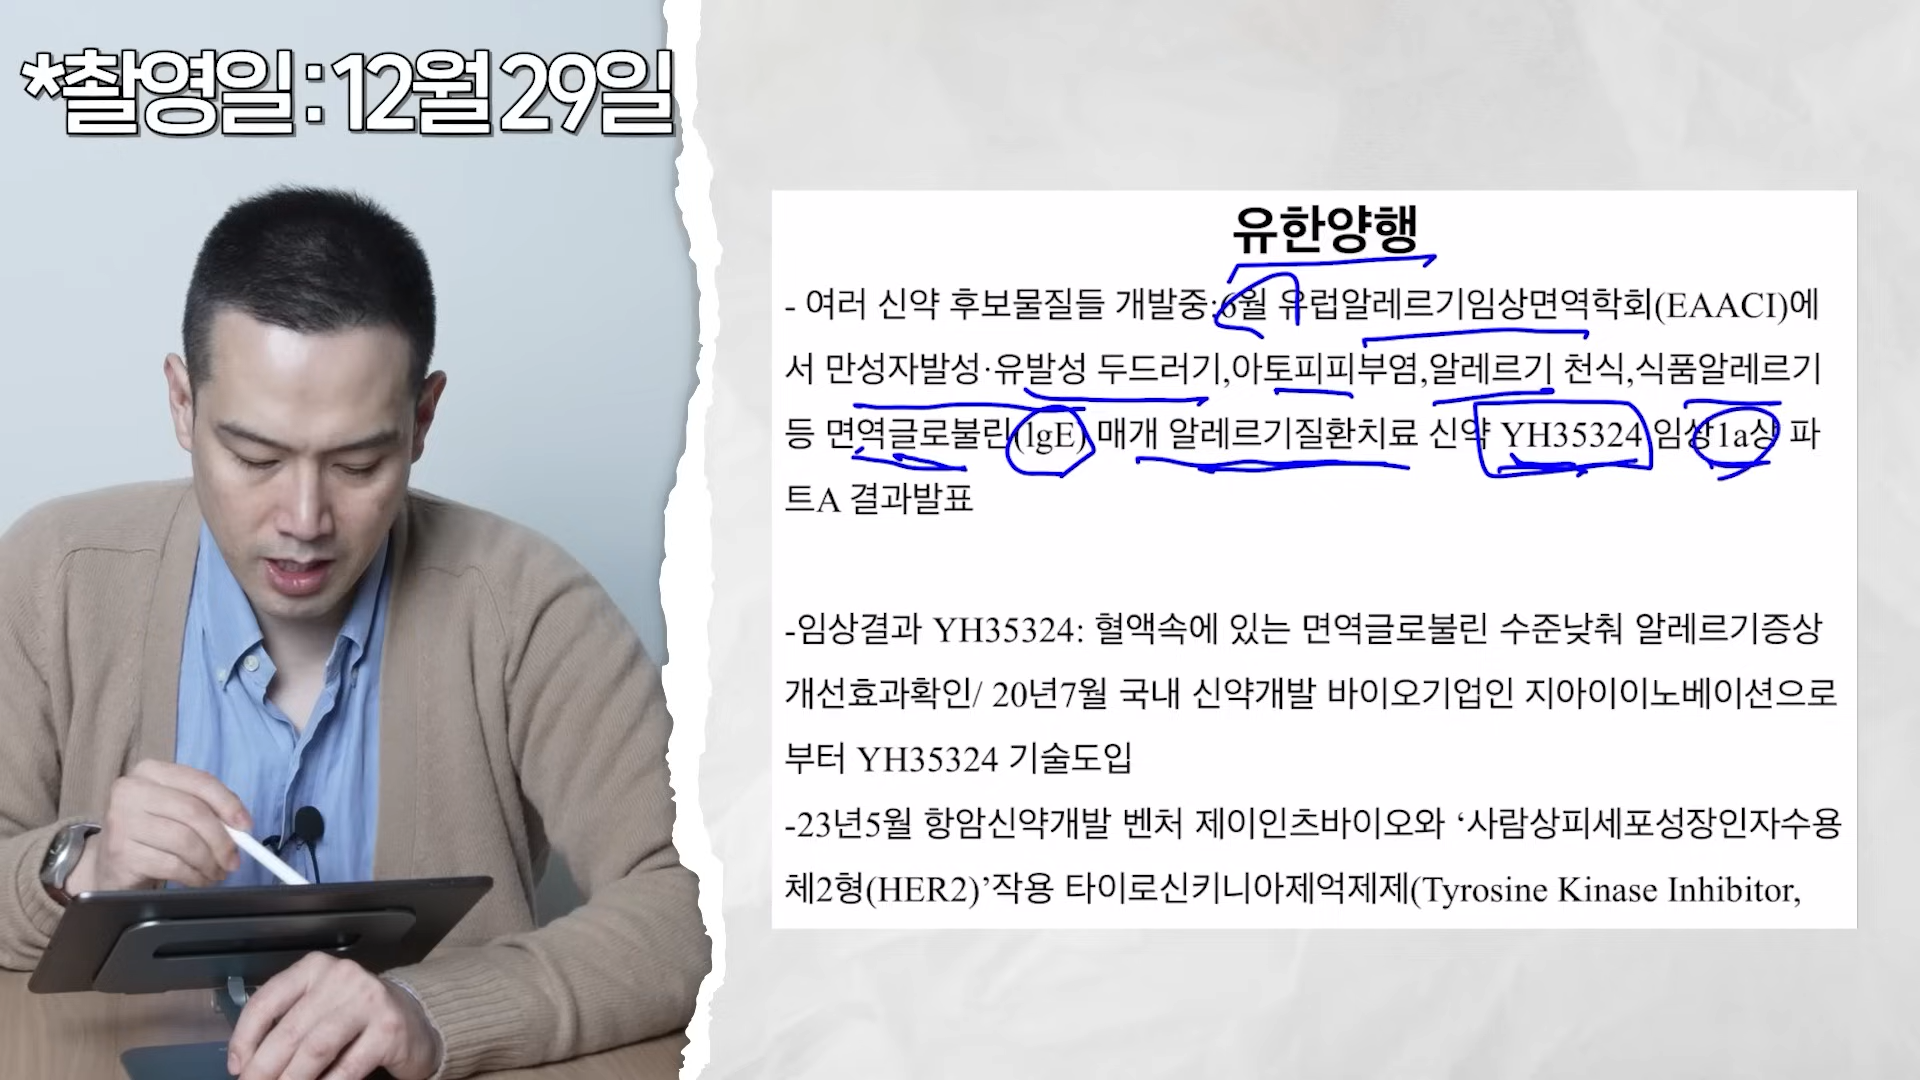 *촬영일 : 12월 29일
유한양행
- 여러 신약 후보물질들 개발중:6월 유럽알레르기임상면역학회(EAACI)에
서 만성자발성·유발성 두드러기,아토피피부염,알레르기 천식,식품알레르기
등 면역글로불린(lgE) 매개 알레르기질환치료 신약 YH35324 임상1a상 파
트A 결과발표
-임상결과 YH35324: 혈액속에 있는 면역글로불린 수준낮춰 알레르기증상
개선효과확인/ 20년7월 국내 신약개발 바이오기업인 지아이이노베이션으로
부터 YH35324 기술도입
-23년5월 항암신약개발 벤처 제이인츠바이오와 ‘사람상피세포성장인자수용
체2형(HER2)’작용 타이로신키니아제억제제(Tyrosine Kinase Inhibitor,